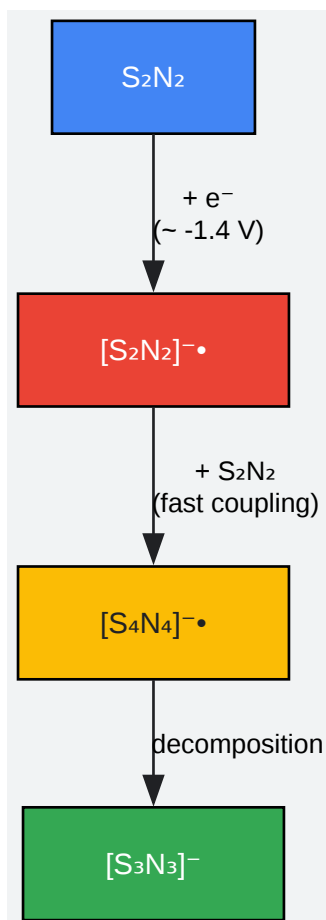 S₂N₂
+ e⁻
(~ -1.4 V)
[S₂N₂]⁻•
+ S₂N₂
(fast coupling)
[S₄N₄]⁻•
decomposition
[S₃N₃]⁻